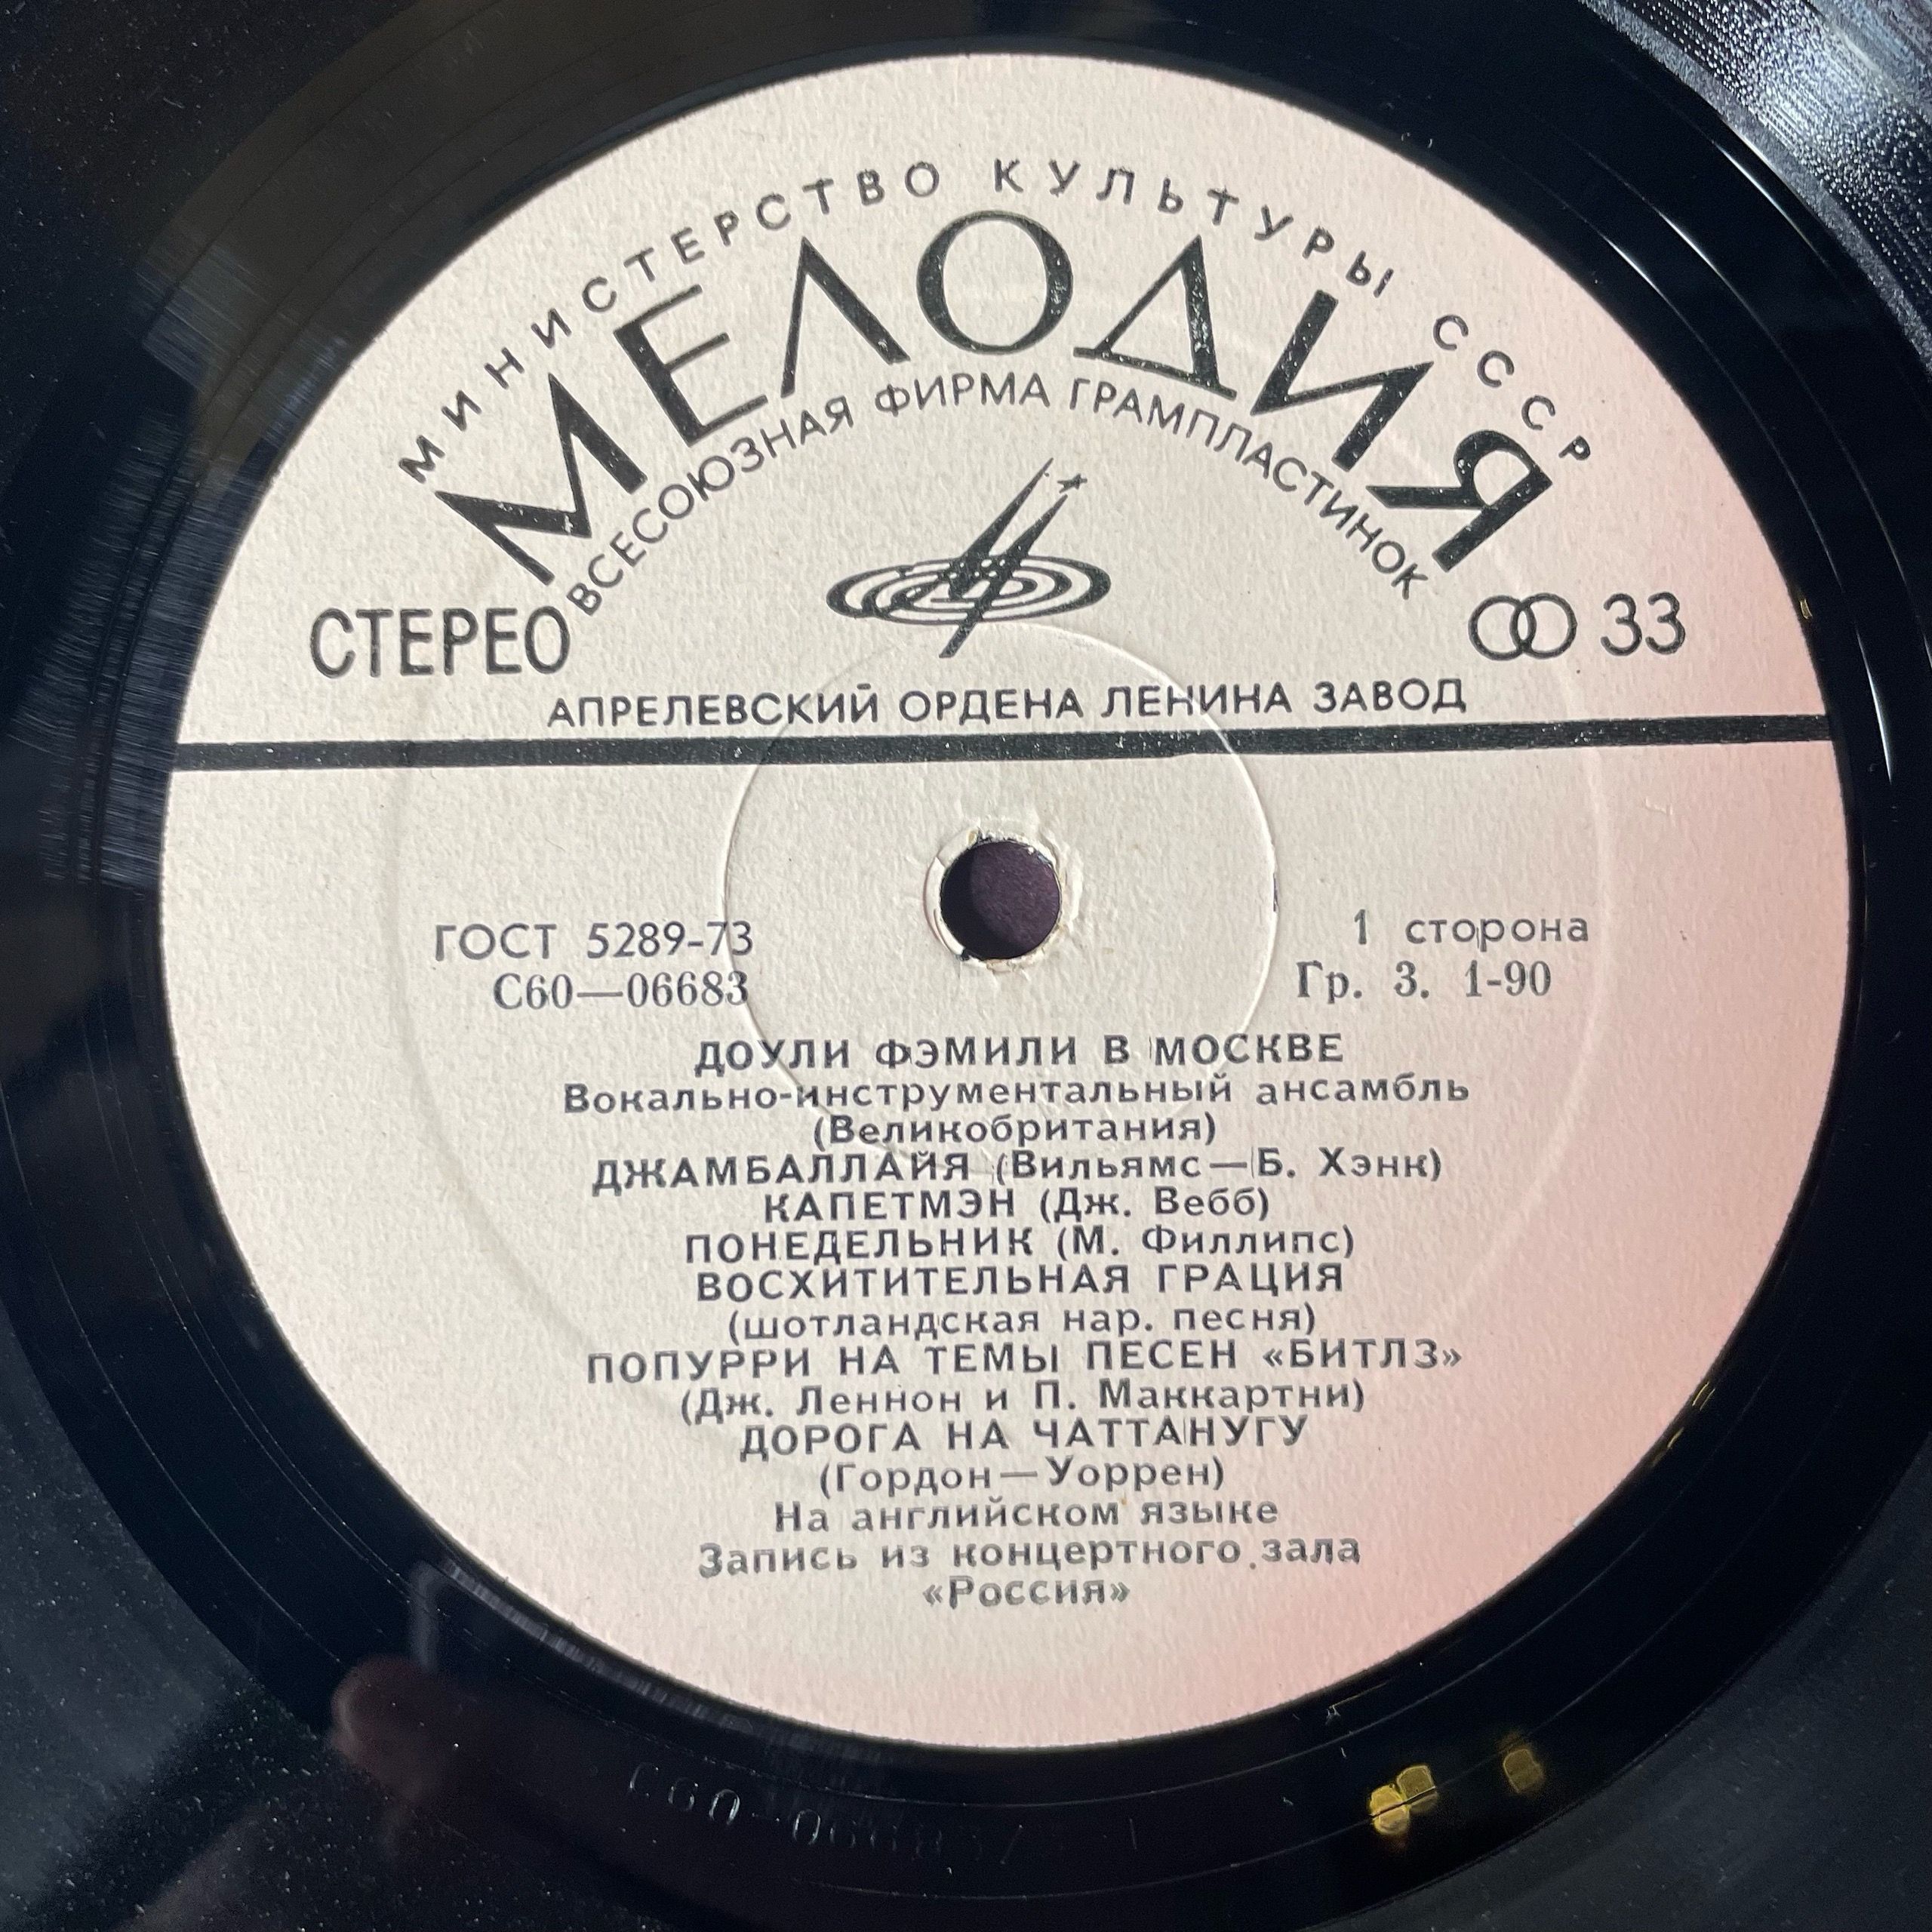 МИНИСТЕРСТВО КУЛЬТУРЫ СССР
МЕЛОДИЯ
ВСЕСОЮЗНАЯ ФИРМА ГРАМПЛАСТИНОК
СТЕРЕО
33
АПРЕЛЕВСКИЙ ОРДЕНА ЛЕНИНА ЗАВОД
ГОСТ 5289-73
1 сторона
С60—06683
Гр. 3. 1-90
ДОУЛИ ФЭМИЛИ В МОСКВЕ
Вокально-инструментальный ансамбль
(Великобритания)
ДЖАМБАЛЛАЙЯ (Вильямс—Б. Хэнк)
КАПЕТМЭН (Дж. Вебб)
ПОНЕДЕЛЬНИК (М. Филлипс)
ВОСХИТИТЕЛЬНАЯ ГРАЦИЯ
(шотландская нар. песня)
ПОПУРРИ НА ТЕМЫ ПЕСЕН «БИТЛЗ»
(Дж. Леннон и П. Маккартни)
ДОРОГА НА ЧАТТАНУГУ
(Гордон—Уоррен)
На английском языке
Запись из концертного зала
«Россия»